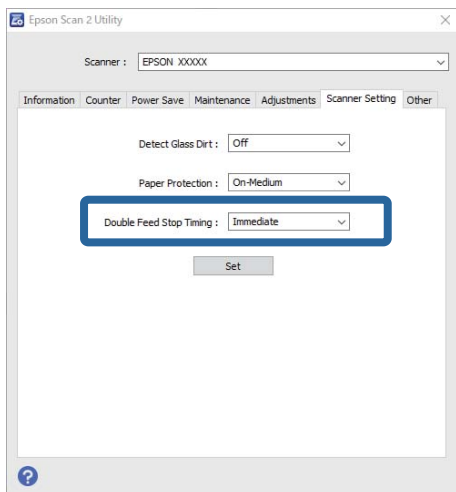 Epson Scan 2 Utility
Scanner : EPSON XXXXX
Information Counter Power Save Maintenance Adjustments Scanner Setting Other
Detect Glass Dirt : Off
Paper Protection : On-Medium
Double Feed Stop Timing : Immediate
Set
?